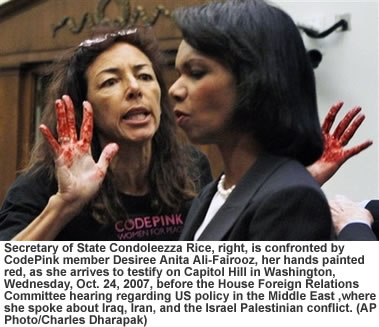 CODEPINK
WOMEN FOR PEACE
Secretary of State Condoleezza Rice, right, is confronted by
CodePink member Desiree Anita Ali-Fairooz, her hands painted
red, as she arrives to testify on Capitol Hill in Washington,
Wednesday, Oct. 24, 2007, before the House Foreign Relations
Committee hearing regarding US policy in the Middle East ,where
she spoke about Iraq, Iran, and the Israel Palestinian conflict. (AP
Photo/Charles Dharapak)